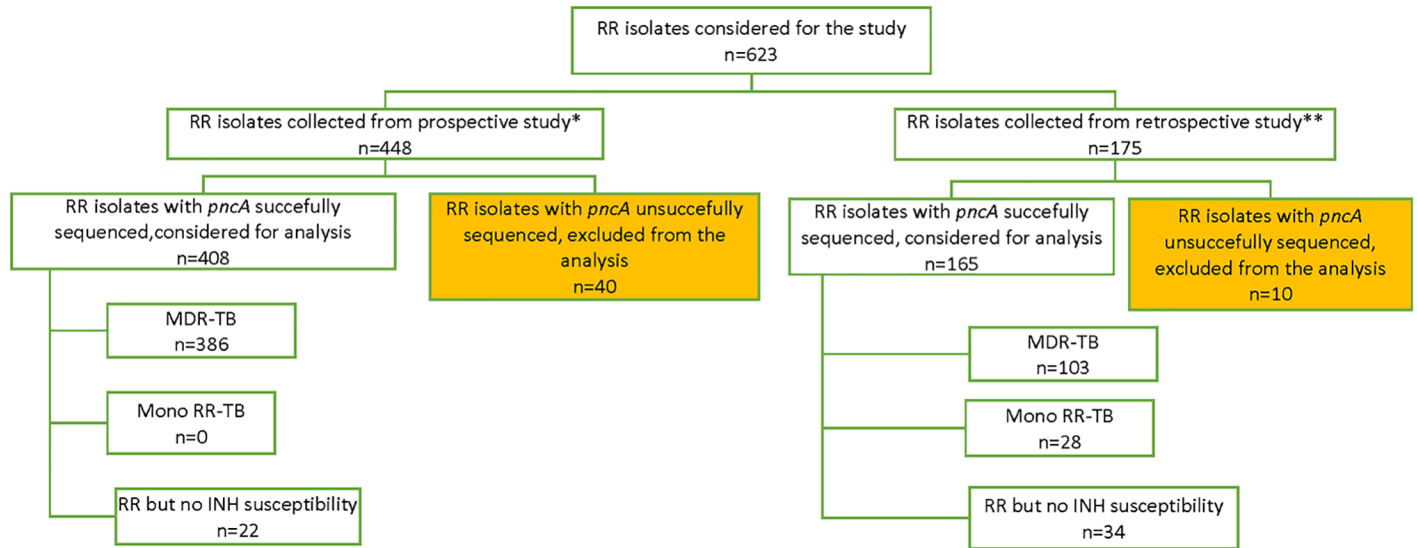 RR isolates considered for the study
n=623
RR isolates collected from prospective study*
n=448
RR isolates collected from retrospective study**
n=175
RR isolates with pncA succefully
sequenced,considered for analysis
n=408
RR isolates with pncA unsuccefully
sequenced, excluded from the
analysis
n=40
RR isolates with pncA succefully
sequenced, considered for analysis
n=165
RR isolates with pncA
unsuccefully sequenced,
excluded from the analysis
n=10
MDR-TB
n=386
Mono RR-TB
n=0
RR but no INH susceptibility
n=22
MDR-TB
n=103
Mono RR-TB
n=28
RR but no INH susceptibility
n=34